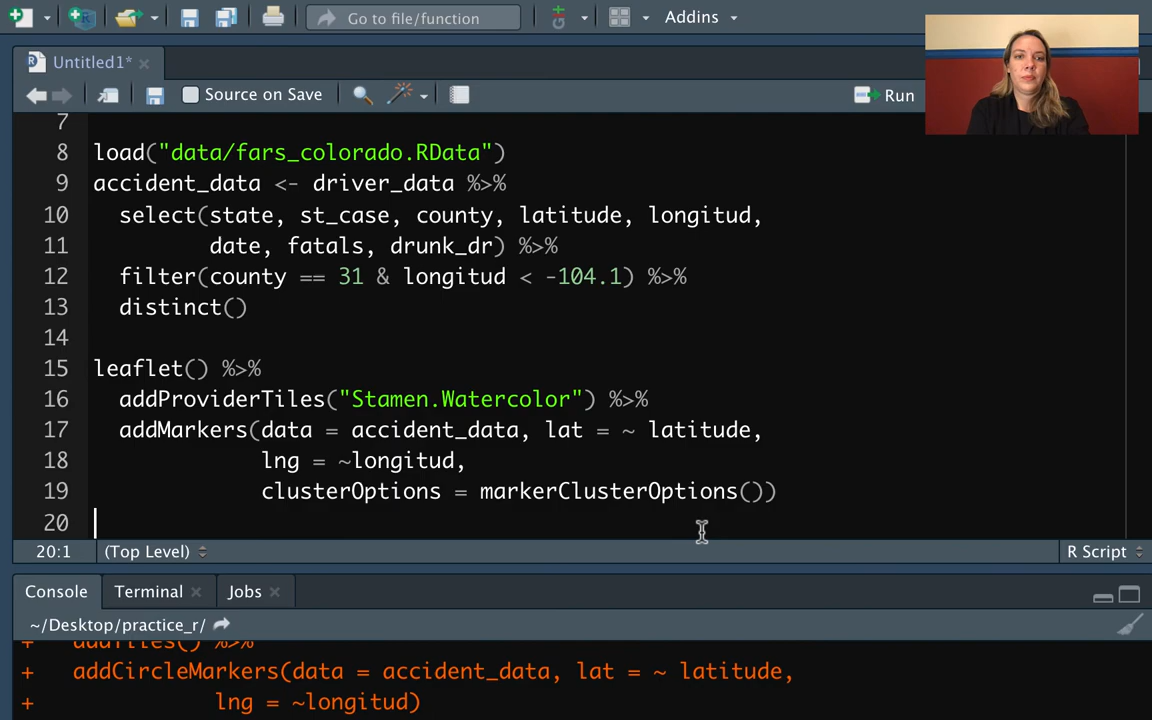 Go to file/function
Addins
Untitled1*
Source on Save
Run
7
8 load("data/fars_colorado.RData")
9 accident_data <- driver_data %>%
10 select(state, st_case, county, latitude, longitud,
11 date, fatals, drunk_dr) %>%
12 filter(county == 31 & longitud < -104.1) %>%
13 distinct()
14
15 leaflet() %>%
16 addProviderTiles("Stamen.Watercolor") %>%
17 addMarkers(data = accident_data, lat = ~ latitude,
18 lng = ~longitud,
19 clusterOptions = markerClusterOptions())
20
20:1 (Top Level) R Script
Console Terminal Jobs
~/Desktop/practice_r/
+ addTiles() %>%
+ addCircleMarkers(data = accident_data, lat = ~ latitude,
+ lng = ~longitud)